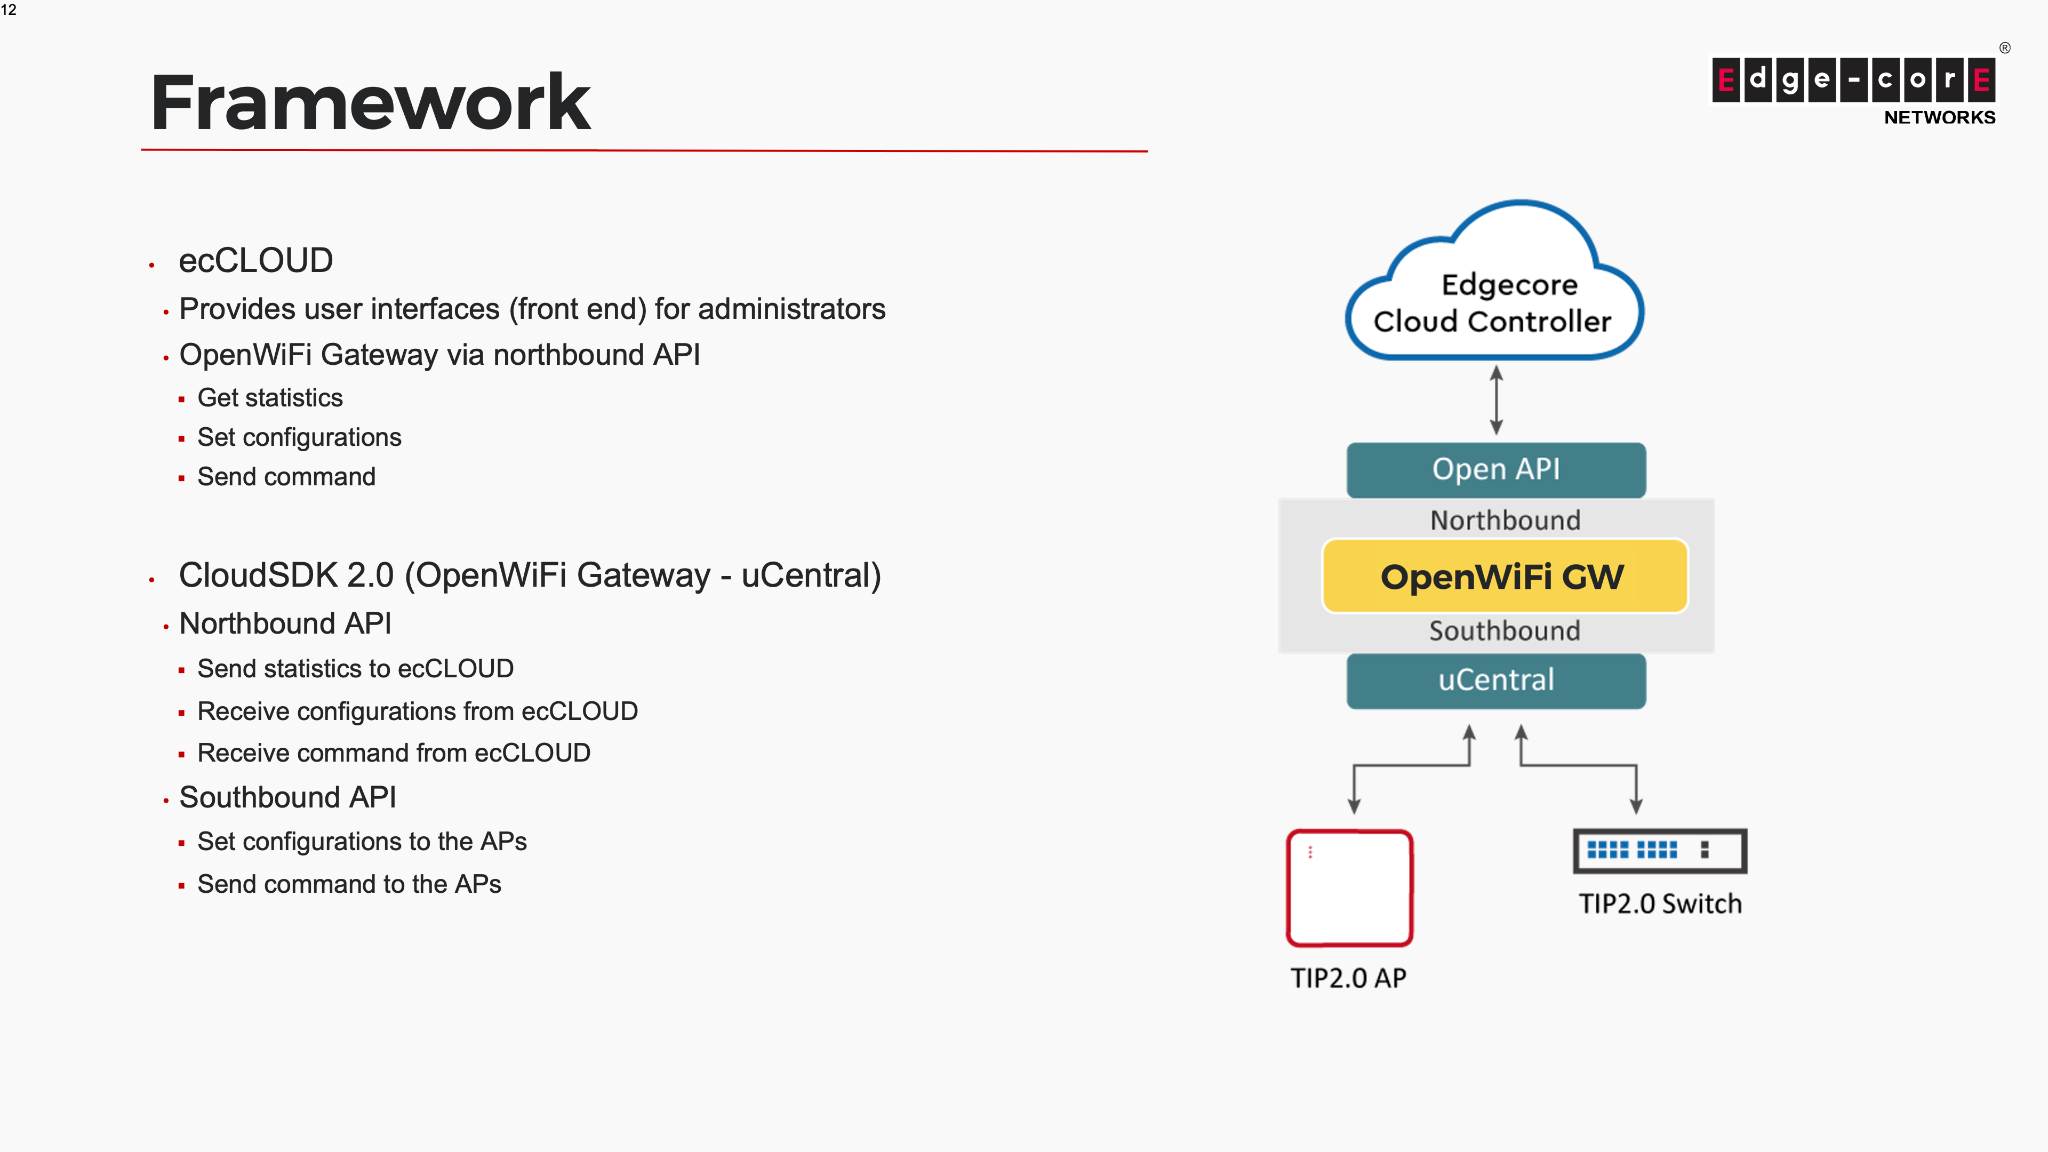 12
Framework
Edge-corE
®
NETWORKS
• ecCLOUD
• Provides user interfaces (front end) for administrators
• OpenWiFi Gateway via northbound API
▪ Get statistics
▪ Set configurations
▪ Send command
• CloudSDK 2.0 (OpenWiFi Gateway - uCentral)
• Northbound API
▪ Send statistics to ecCLOUD
▪ Receive configurations from ecCLOUD
▪ Receive command from ecCLOUD
• Southbound API
▪ Set configurations to the APs
▪ Send command to the APs
Edgecore
Cloud Controller
Open API
Northbound
OpenWiFi GW
Southbound
uCentral
TIP2.0 AP
TIP2.0 Switch